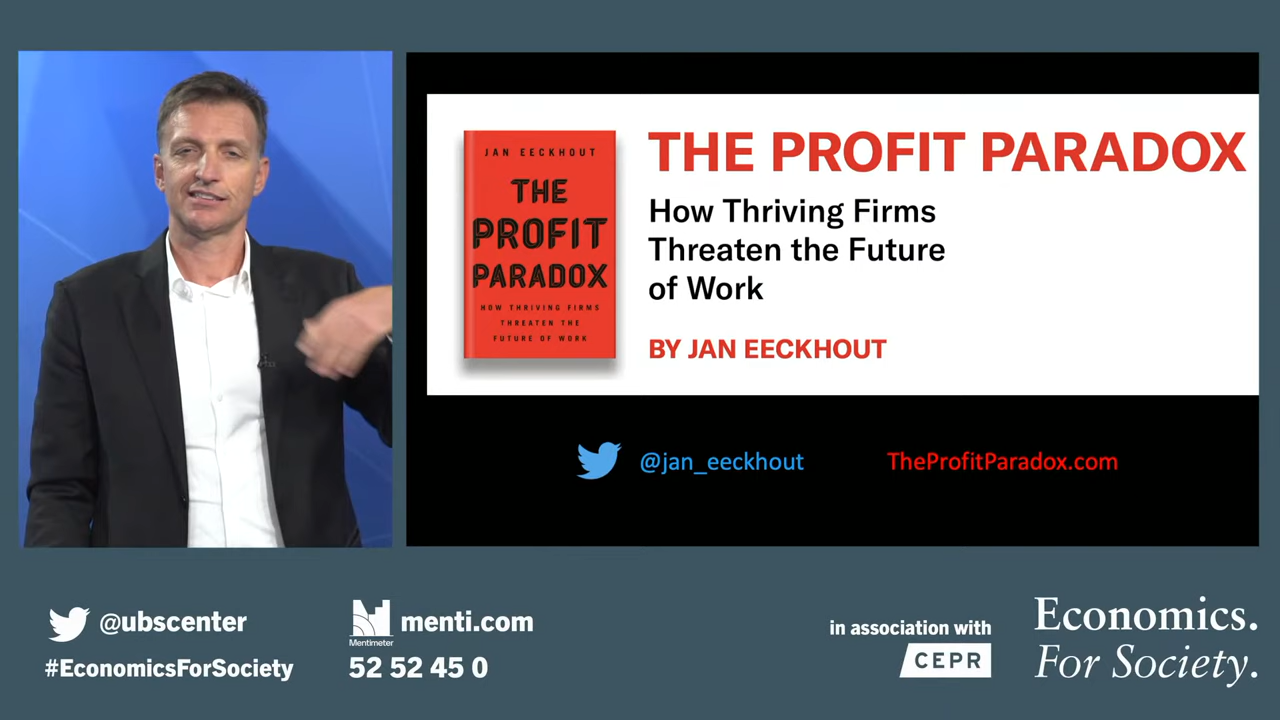 JAN EECKHOUT
THE
PROFIT
PARADOX
HOW THRIVING FIRMS
THREATEN THE
FUTURE OF WORK
THE PROFIT PARADOX
How Thriving Firms
Threaten the Future
of Work
BY JAN EECKHOUT
@jan_eeckhout
TheProfitParadox.com
@ubscenter
#EconomicsForSociety
Mentimeter
menti.com
52 52 45 0
in association with
CEPR
Economics.
For Society.